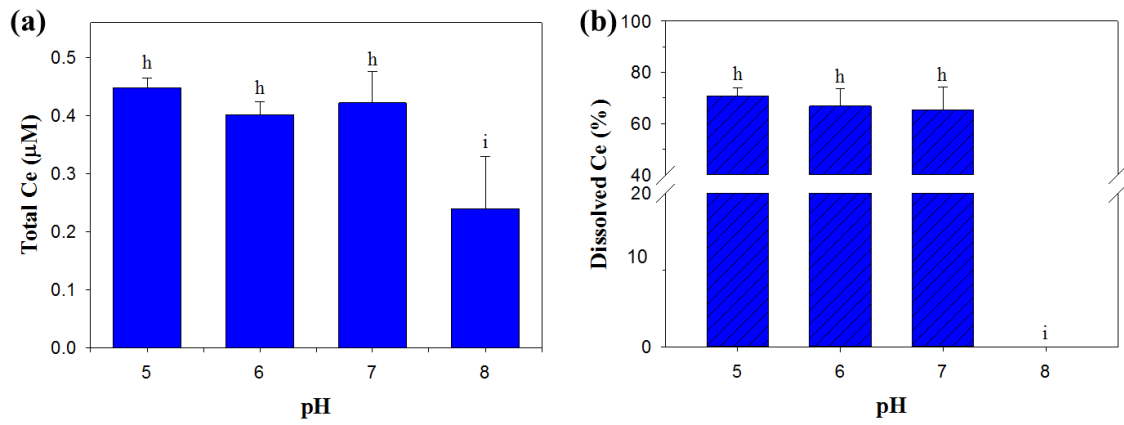 (a)
Total Ce (µM)
0.5
0.4
0.3
0.2
0.1
0.0
h
h
h
i
5 6 7 8
pH
(b)
Dissolved Ce (%)
100
80
60
40
20
10
0
h
h
h
i
5 6 7 8
pH